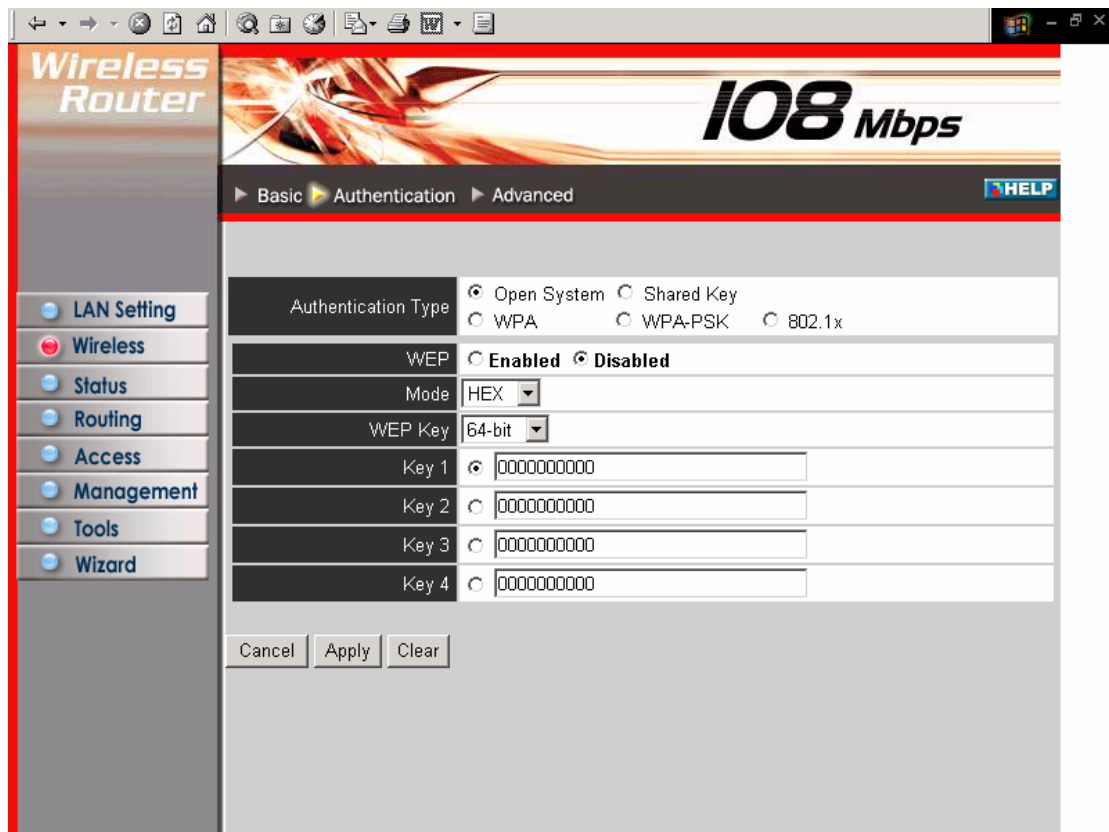 Wireless
Router
108 Mbps
Basic Authentication Advanced
HELP
LAN Setting
Wireless
Status
Routing
Access
Management
Tools
Wizard
Authentication Type Open System Shared Key
WPA WPA-PSK 802.1x
WEP Enabled Disabled
Mode HEX
WEP Key 64-bit
Key 1 0000000000
Key 2 0000000000
Key 3 0000000000
Key 4 0000000000
Cancel Apply Clear